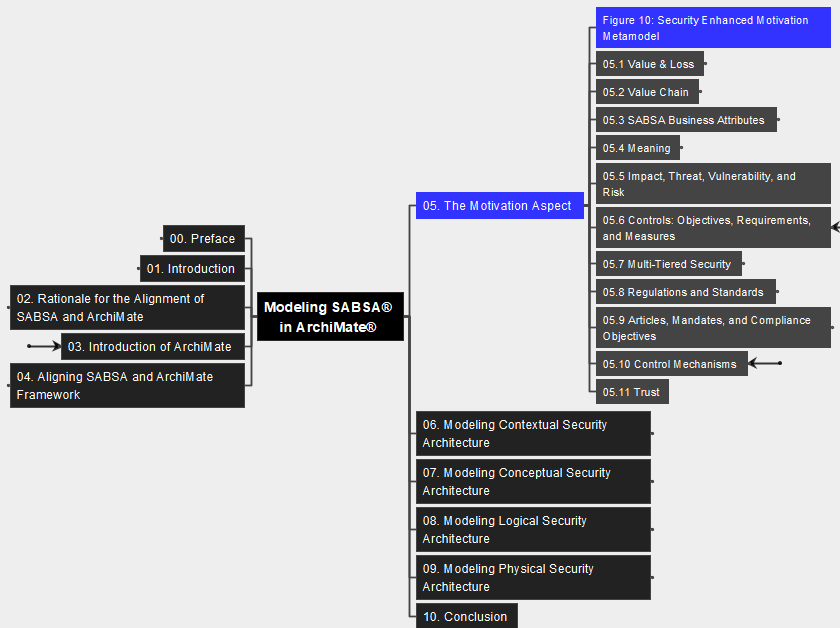 Modeling SABSA®
in ArchiMate®
00. Preface
01. Introduction
02. Rationale for the Alignment of
SABSA and ArchiMate
03. Introduction of ArchiMate
04. Aligning SABSA and ArchiMate
Framework
05. The Motivation Aspect
Figure 10: Security Enhanced Motivation
Metamodel
05.1 Value & Loss
05.2 Value Chain
05.3 SABSA Business Attributes
05.4 Meaning
05.5 Impact, Threat, Vulnerability, and
Risk
05.6 Controls: Objectives, Requirements,
and Measures
05.7 Multi-Tiered Security
05.8 Regulations and Standards
05.9 Articles, Mandates, and Compliance
Objectives
05.10 Control Mechanisms
05.11 Trust
06. Modeling Contextual Security
Architecture
07. Modeling Conceptual Security
Architecture
08. Modeling Logical Security
Architecture
09. Modeling Physical Security
Architecture
10. Conclusion